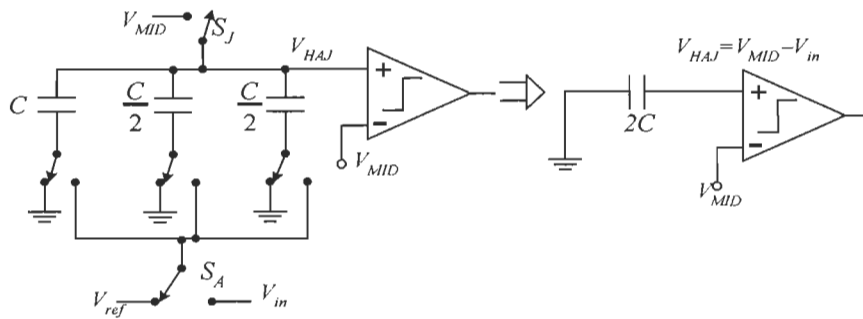 V_MID
S_J
V_HAJ
V_HAJ=V_MID−V_in
C
C/2
C/2
+
−
V_MID
2C
+
−
V_MID
S_A
V_ref
V_in